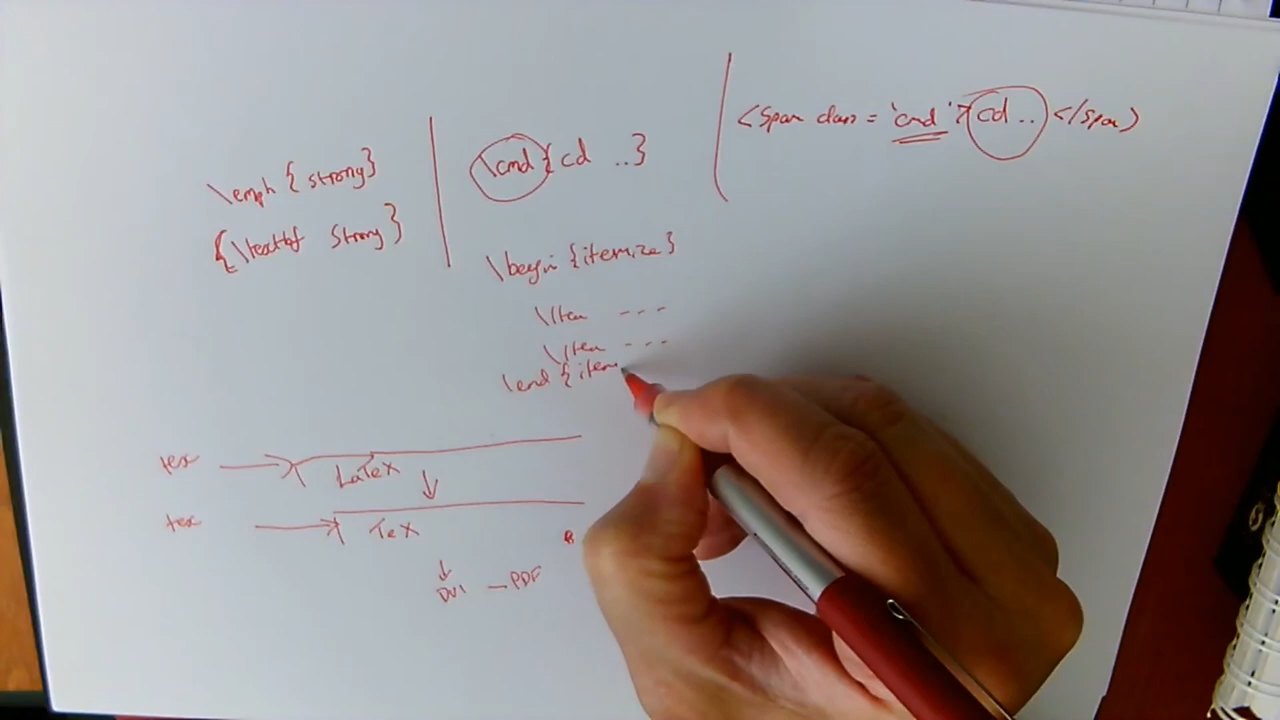 \emph { strong}
{\textbf Strong}
\cmd{cd ..}
<span class = 'cmd'>cd ..</span>
\begin {itemize}
\item ---
\item ---
\end {item
tex → LaTeX
↓
tex → TeX
↓
DVI — PDF